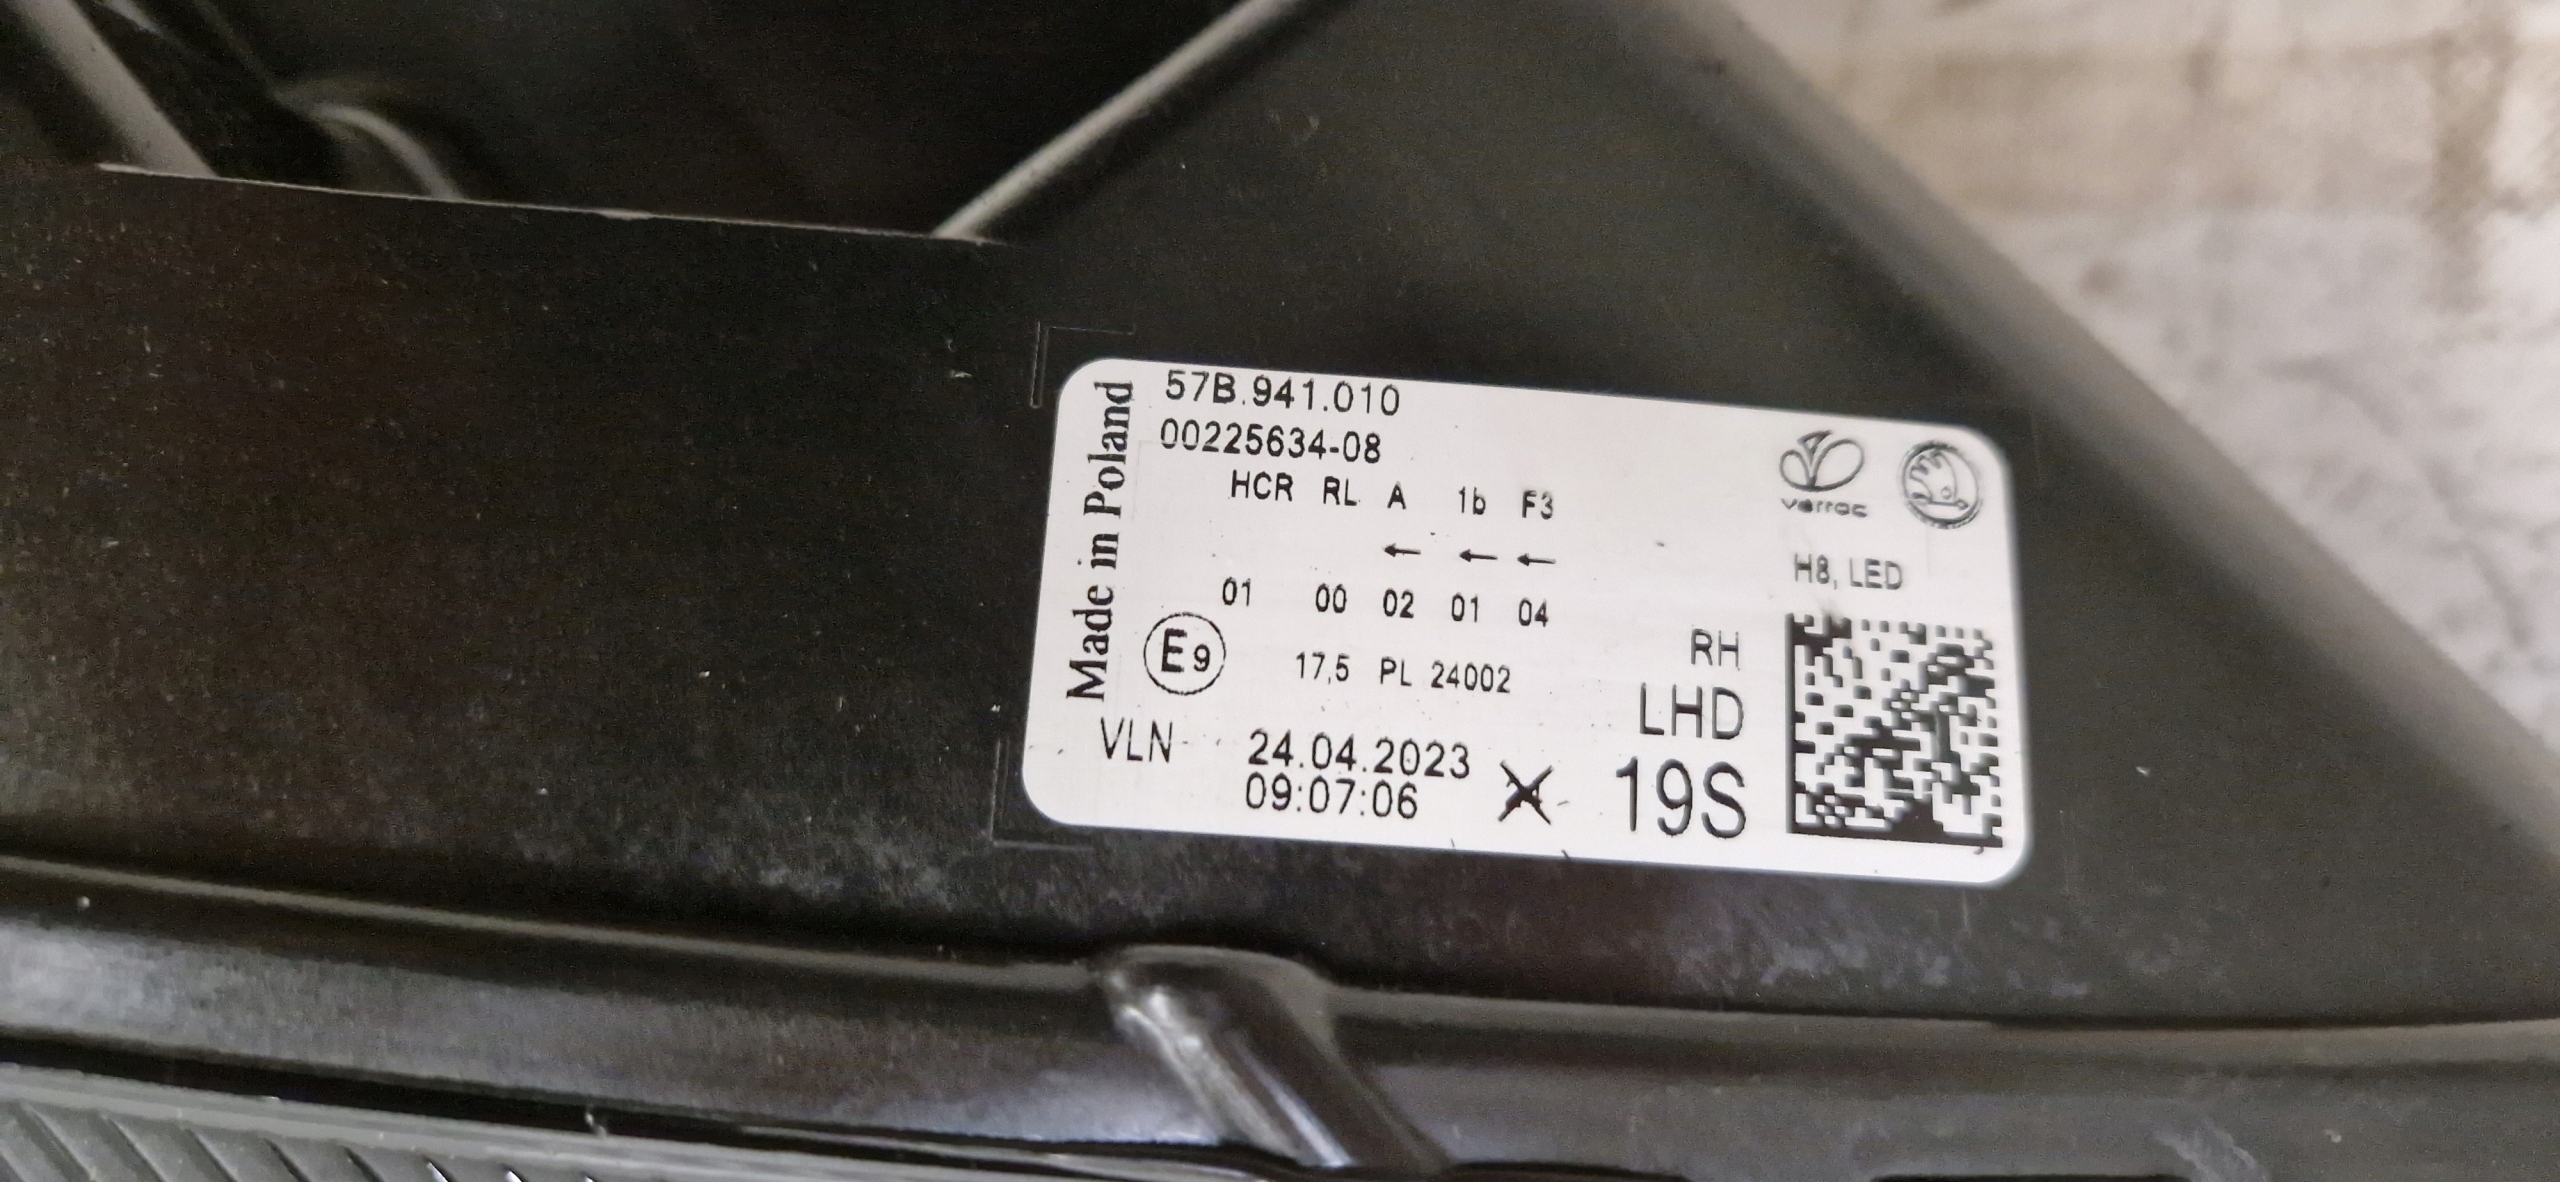 Made in Poland
57B.941.010
00225634-08
HCR RL A 1b F3
← ← ←
01 00 02 01 04
E9 17,5 PL 24002
VLN 24.04.2023
09:07:06
varroc
H8, LED
RH
LHD
19S